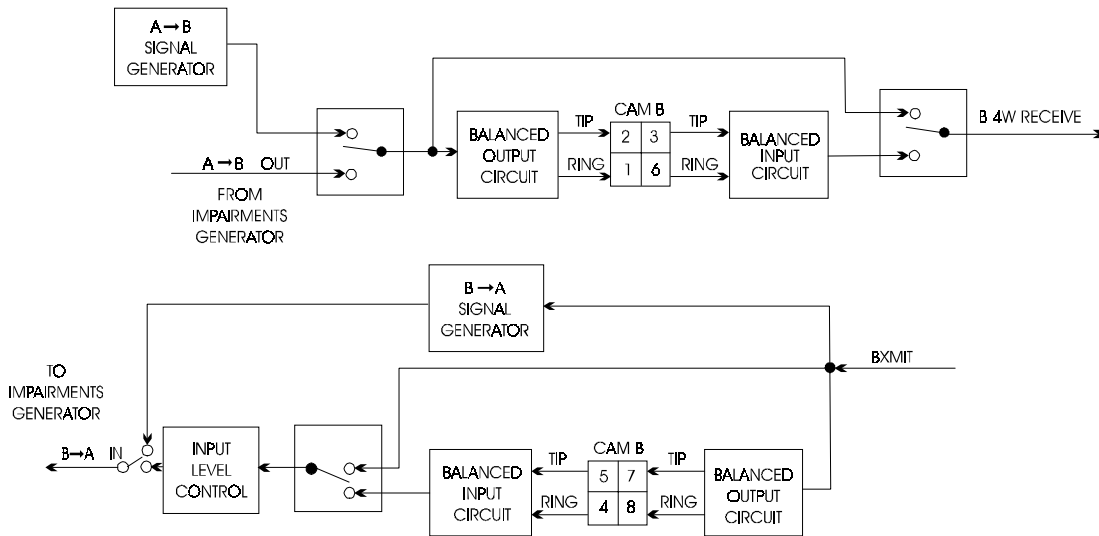 A→B
SIGNAL
GENERATOR
A→B OUT
FROM
IMPAIRMENTS
GENERATOR
BALANCED
OUTPUT
CIRCUIT
TIP
RING
CAM B
2 3
1 6
TIP
RING
BALANCED
INPUT
CIRCUIT
B 4W RECEIVE
B→A
SIGNAL
GENERATOR
BXMIT
TO
IMPAIRMENTS
GENERATOR
B→A IN
INPUT
LEVEL
CONTROL
BALANCED
INPUT
CIRCUIT
TIP
RING
CAM B
5 7
4 8
TIP
RING
BALANCED
OUTPUT
CIRCUIT